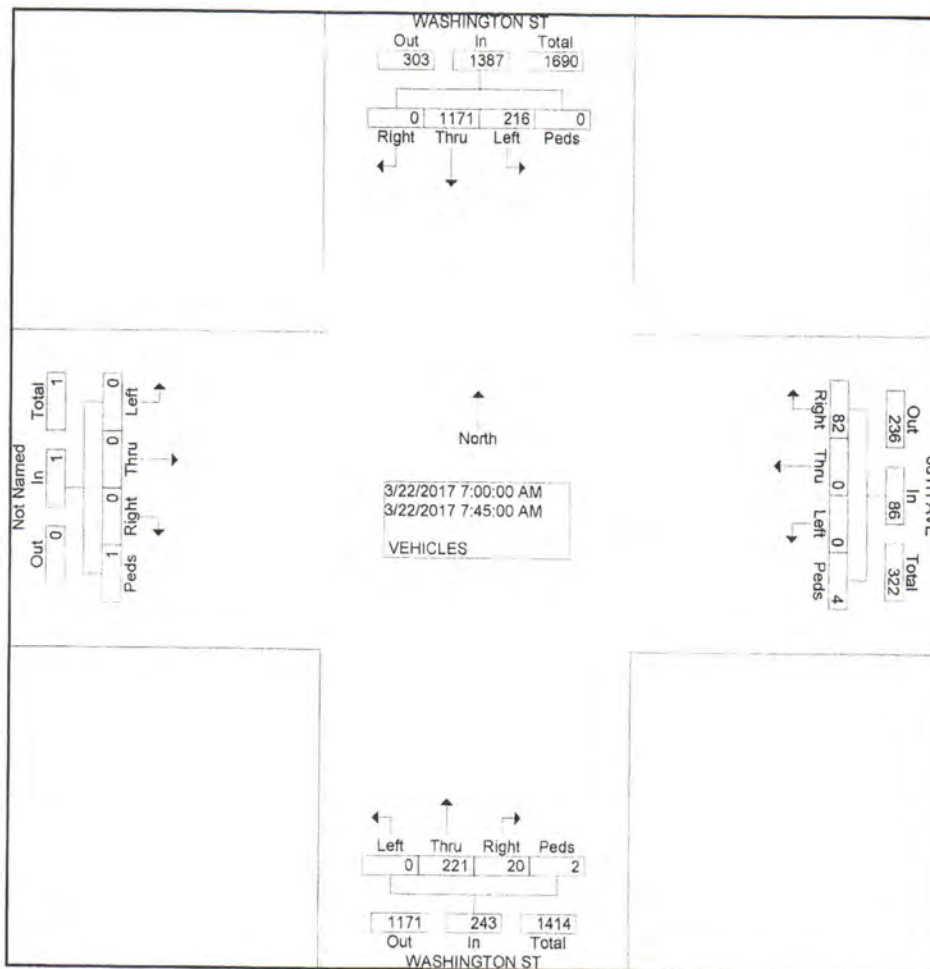 WASHINGTON ST
Out In Total
303 1387 1690
0 1171 216 0
Right Thru Left Peds
Not Named
Out In Total
0 1 1
0 0 0 1
Left Thru Right Peds
North
3/22/2017 7:00:00 AM
3/22/2017 7:45:00 AM
VEHICLES
Right Thru Left Peds
82 0 0 4
Out In Total
236 86 322
AVE
Left Thru Right Peds
0 221 20 2
1171 243 1414
Out In Total
WASHINGTON ST